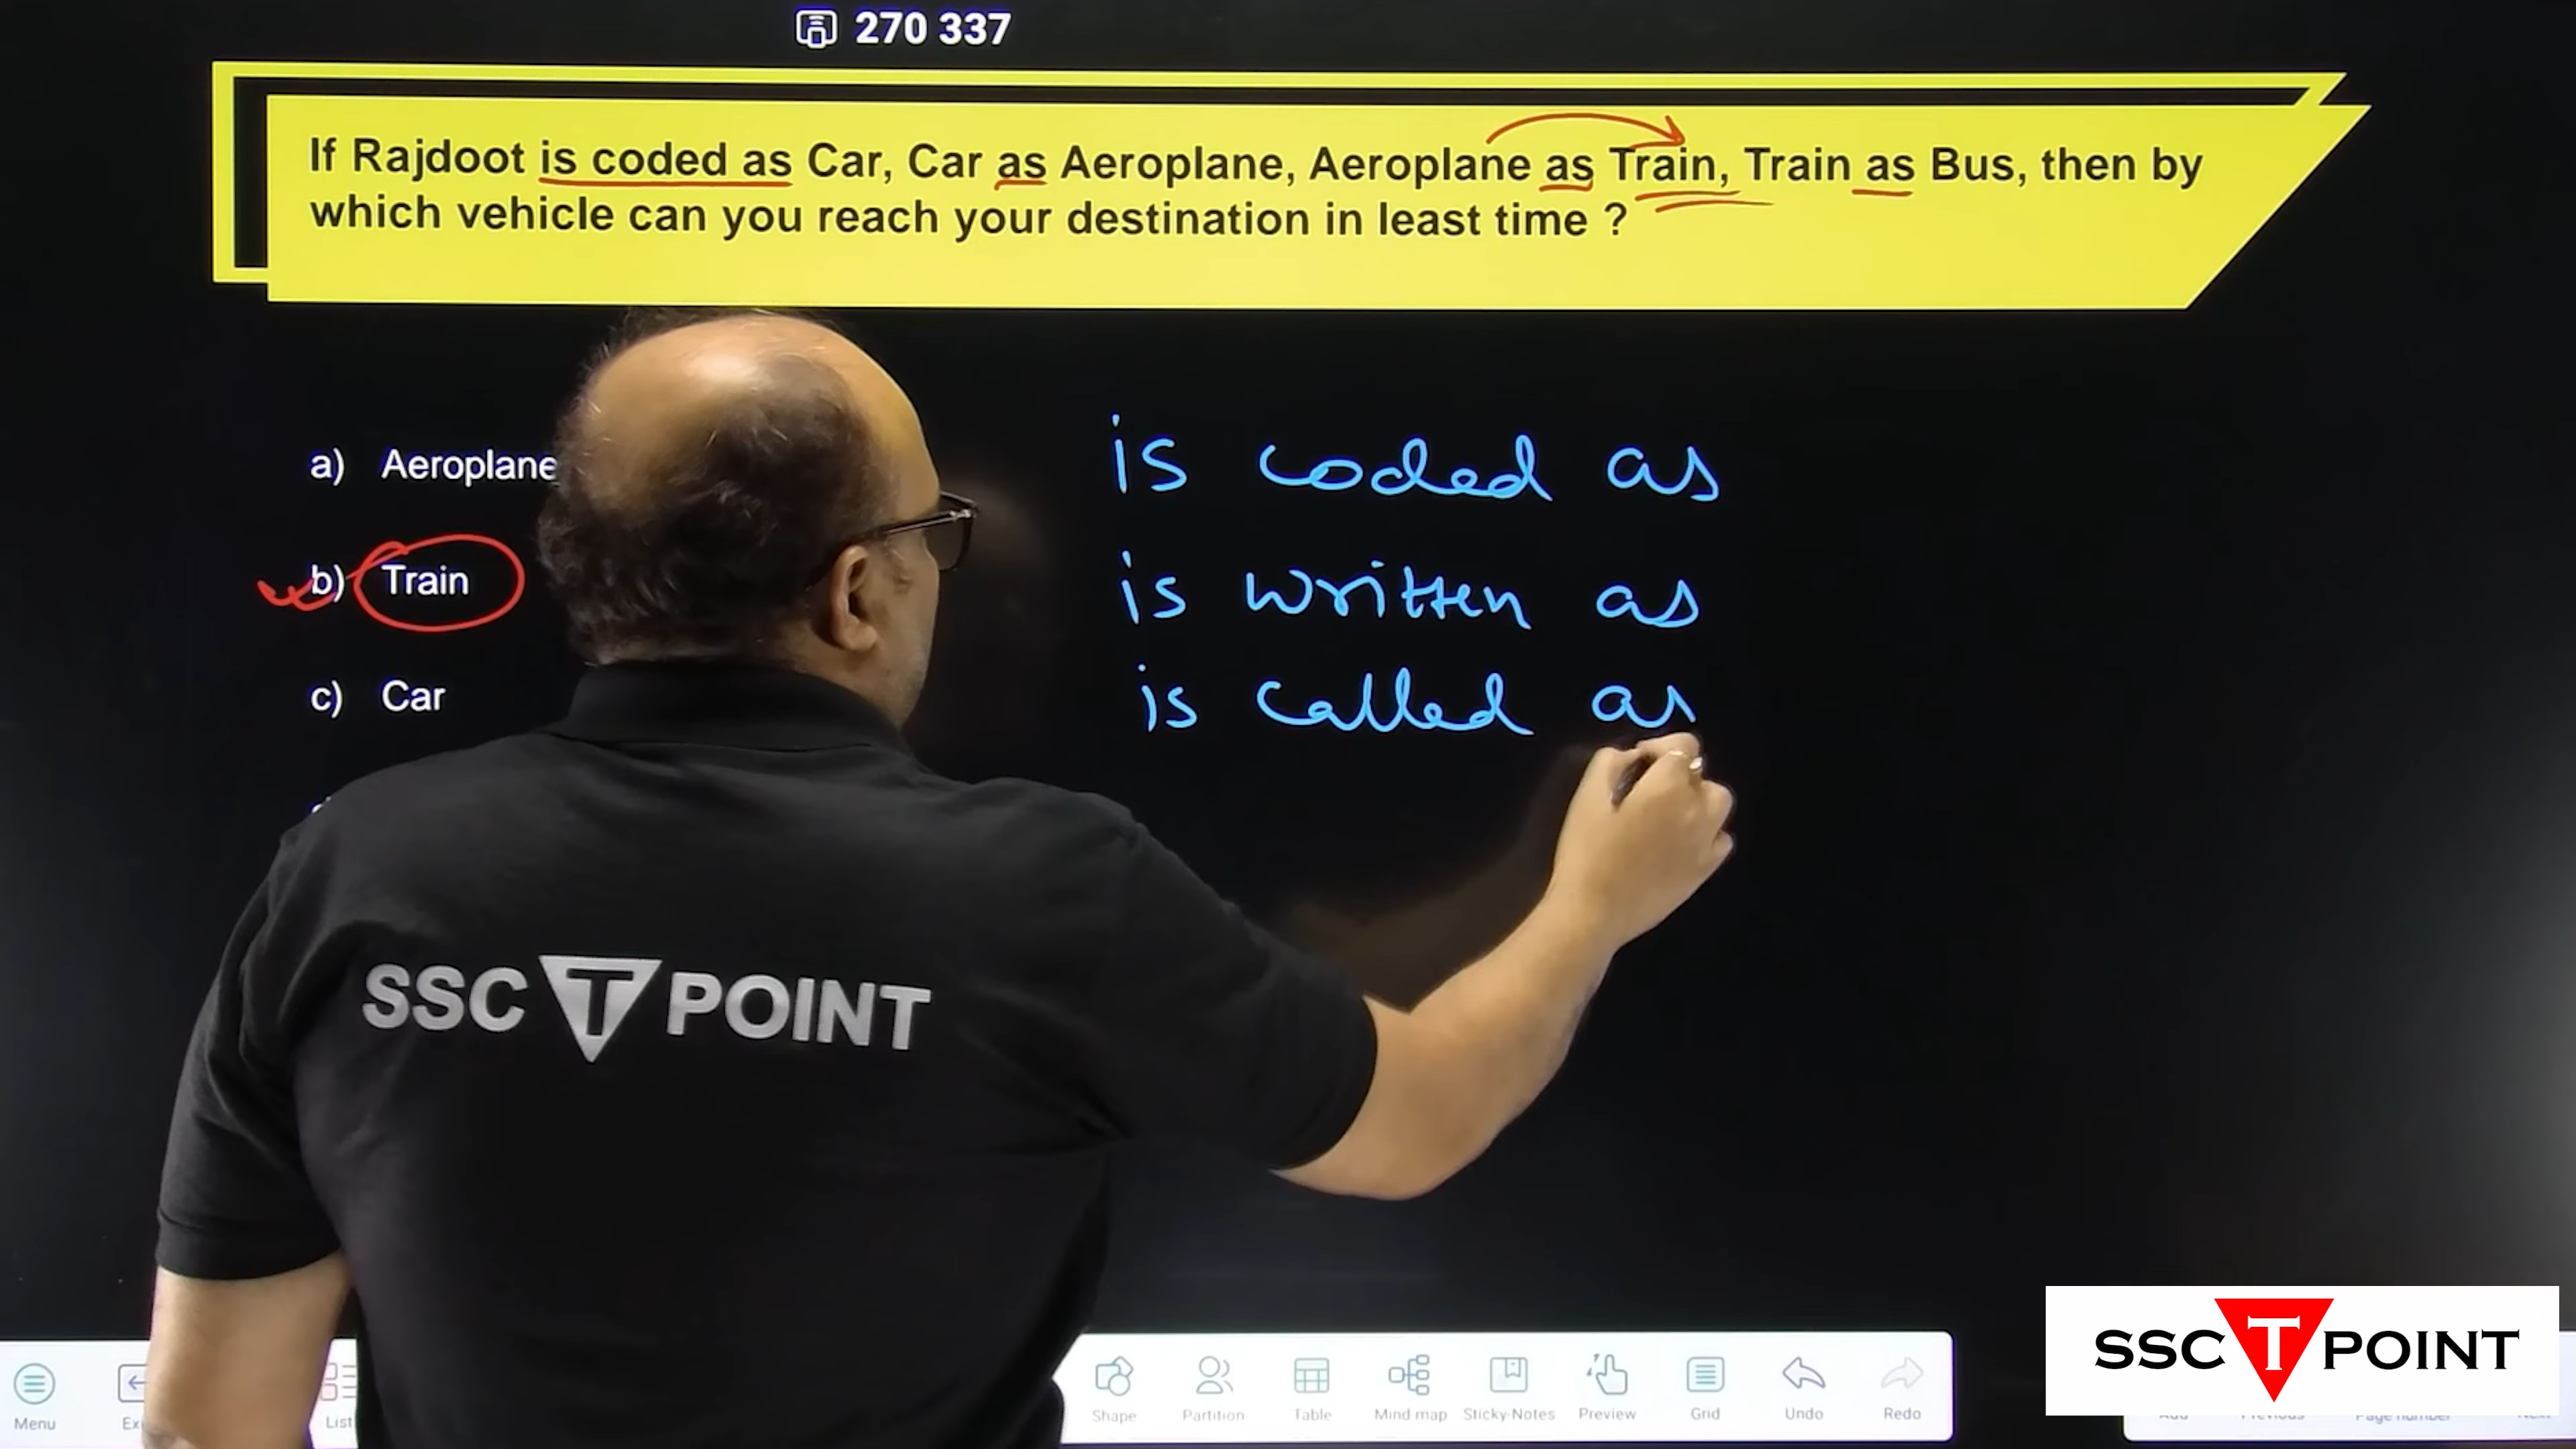 270 337
If Rajdoot is coded as Car, Car as Aeroplane, Aeroplane as Train, Train as Bus, then by
which vehicle can you reach your destination in least time ?
a) Aeroplane
b) Train
c) Car
is coded as
is written as
is called as
SSC T POINT
SSC T POINT
Menu
List
Shape
Partition
Table
Mind map
Sticky-Notes
Preview
Grid
Undo
Redo